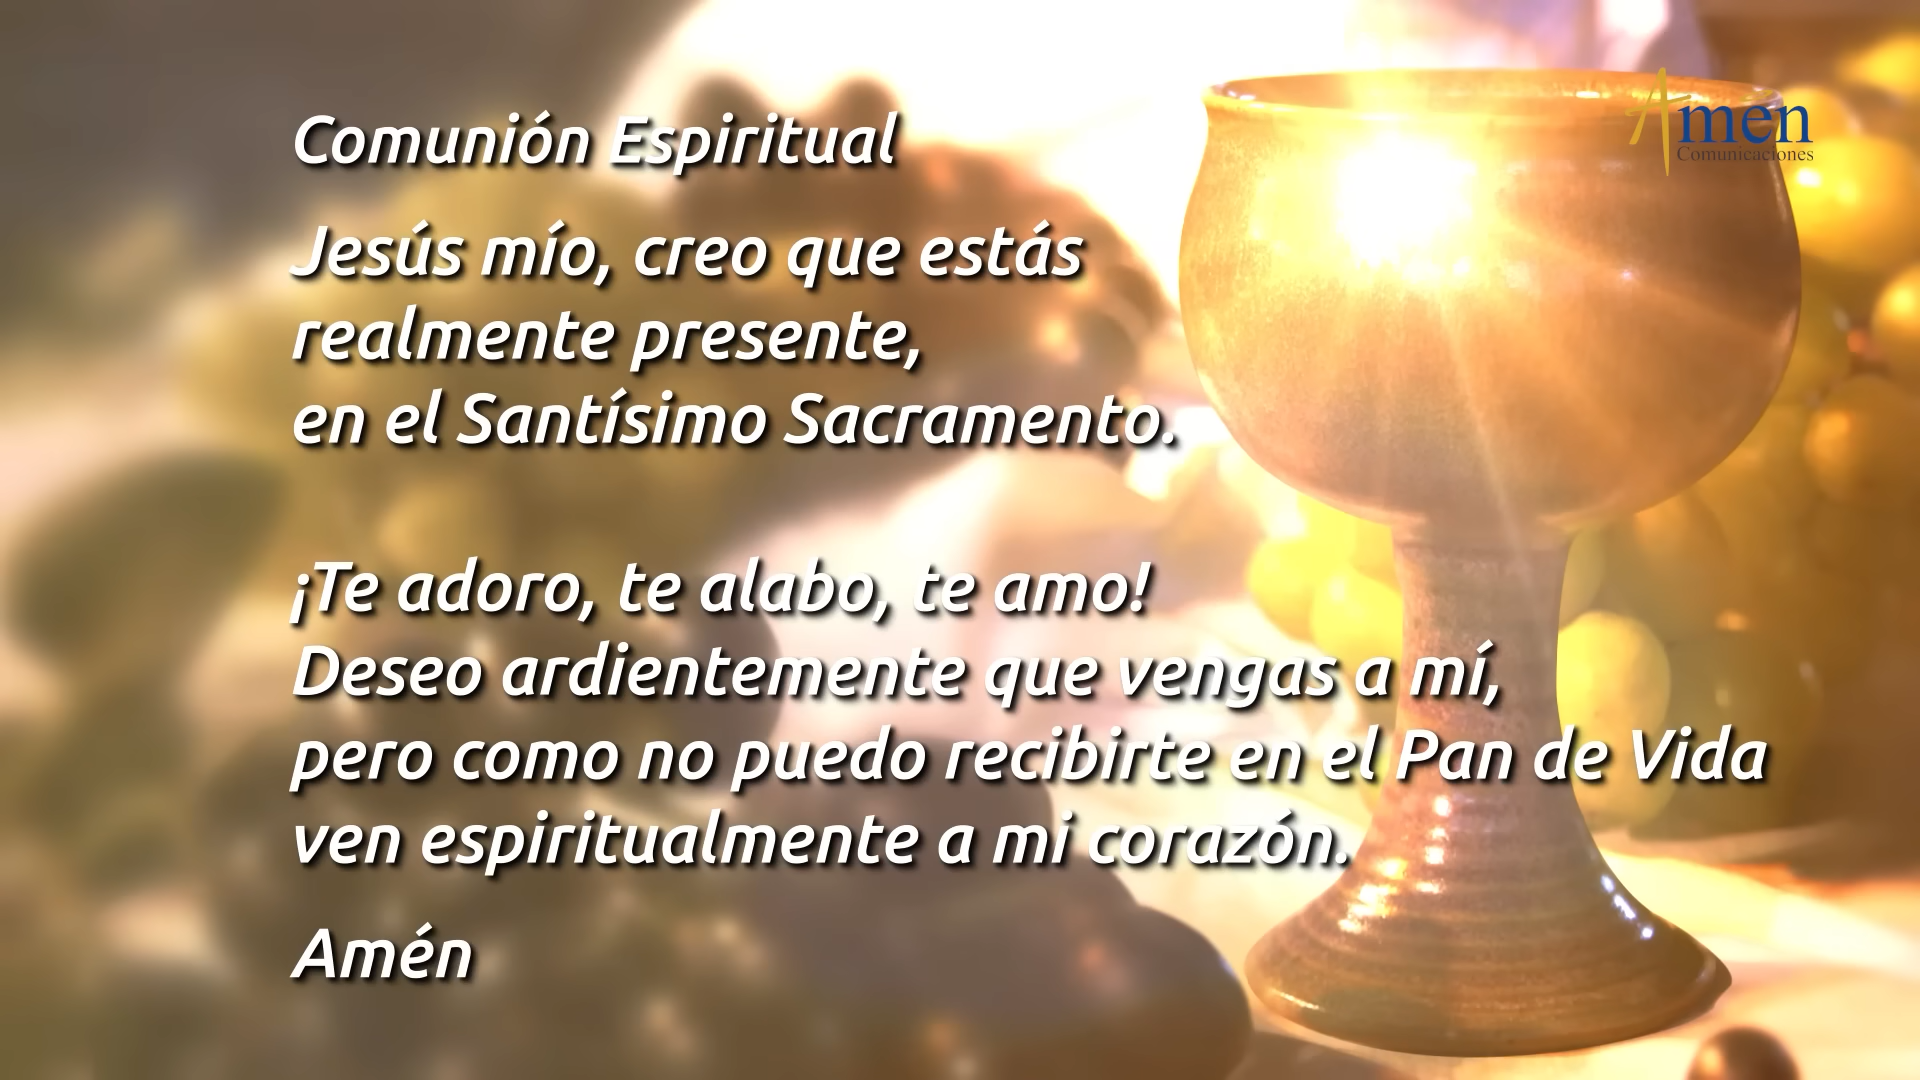 Amén
Comunicaciones
Comunión Espiritual
Jesús mío, creo que estás
realmente presente,
en el Santísimo Sacramento.
¡Te adoro, te alabo, te amo!
Deseo ardientemente que vengas a mí,
pero como no puedo recibirte en el Pan de Vida
ven espiritualmente a mi corazón.
Amén